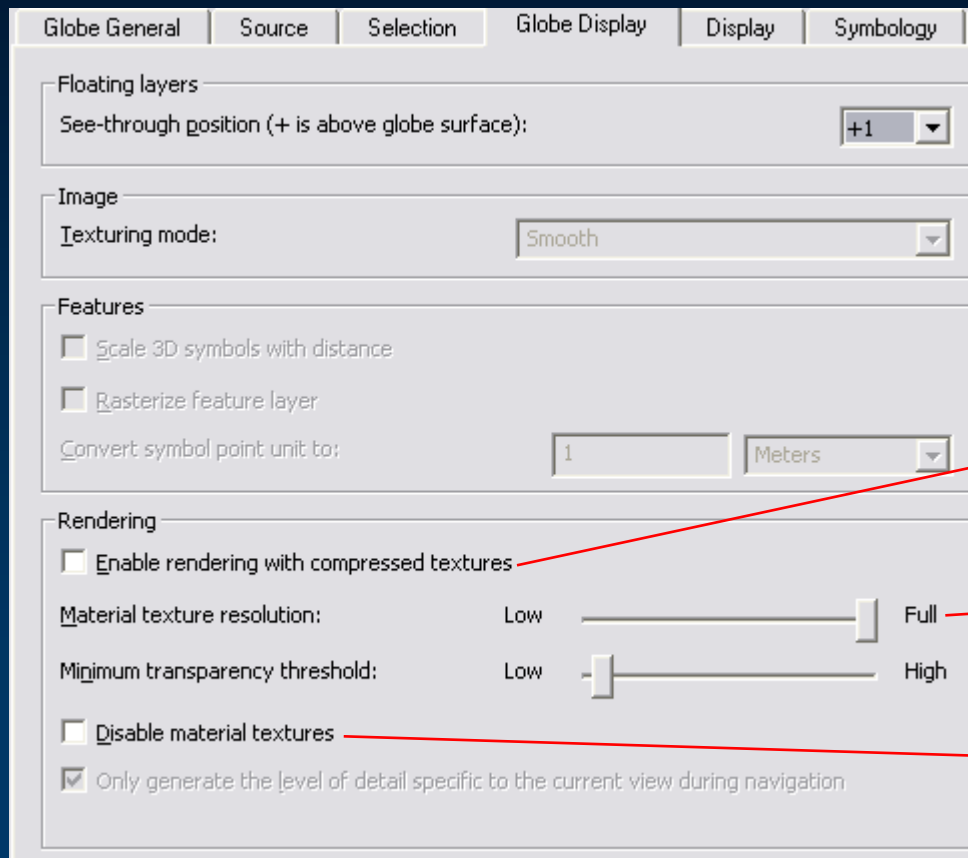 Globe General Source Selection Globe Display Display Symbology
Floating layers
See-through position (+ is above globe surface): +1
Image
Texturing mode: Smooth
Features
Scale 3D symbols with distance
Rasterize feature layer
Convert symbol point unit to: 1 Meters
Rendering
Enable rendering with compressed textures
Material texture resolution: Low Full
Minimum transparency threshold: Low High
Disable material textures
Only generate the level of detail specific to the current view during navigation